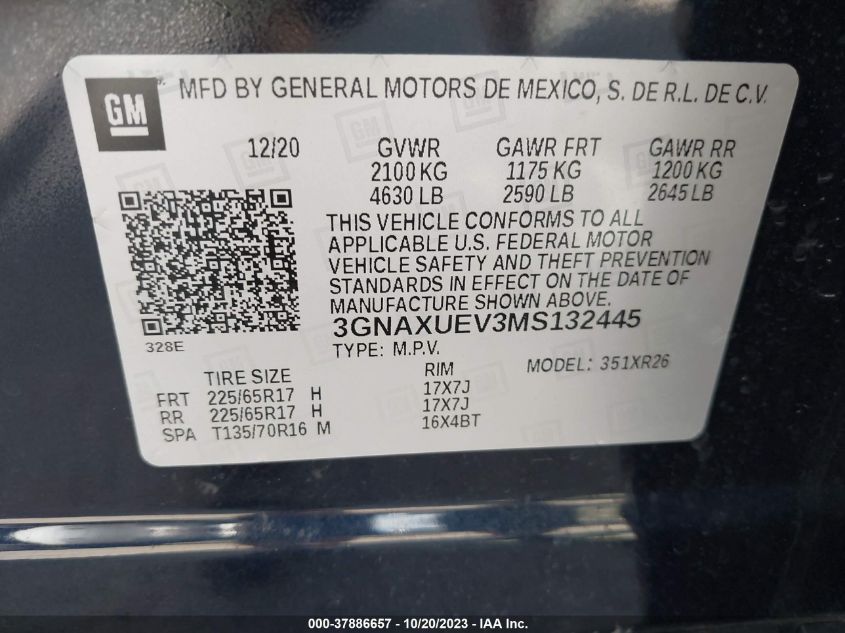 GM
MFD BY GENERAL MOTORS DE MEXICO, S. DE R.L. DE C.V.
12/20 GVWR GAWR FRT GAWR RR
2100 KG 1175 KG 1200 KG
4630 LB 2590 LB 2645 LB
THIS VEHICLE CONFORMS TO ALL
APPLICABLE U.S. FEDERAL MOTOR
VEHICLE SAFETY AND THEFT PREVENTION
STANDARDS IN EFFECT ON THE DATE OF
MANUFACTURE SHOWN ABOVE.
3GNAXUEV3MS132445
328E
TYPE: M.P.V. MODEL: 351XR26
TIRE SIZE RIM
FRT 225/65R17 H 17X7J
RR 225/65R17 H 17X7J
SPA T135/70R16 M 16X4BT
000-37886657 - 10/20/2023 - IAA Inc.